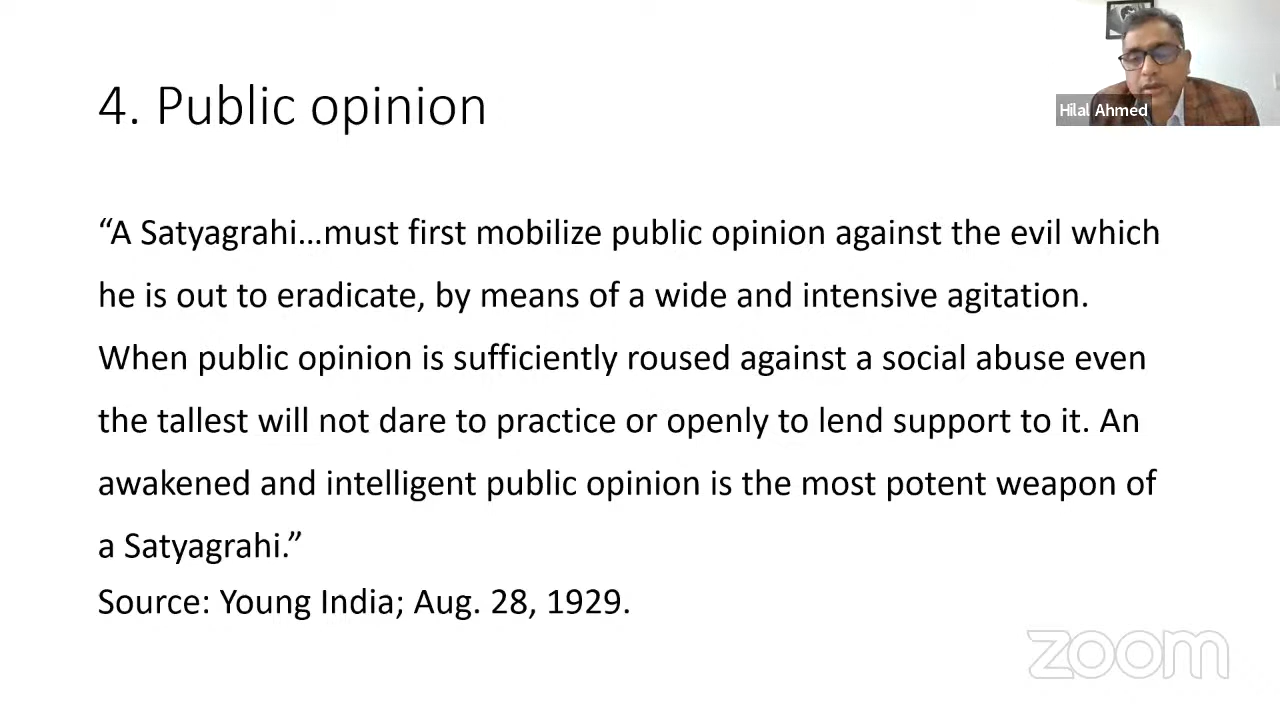 Hilal Ahmed
4. Public opinion
“A Satyagrahi...must first mobilize public opinion against the evil which
he is out to eradicate, by means of a wide and intensive agitation.
When public opinion is sufficiently roused against a social abuse even
the tallest will not dare to practice or openly to lend support to it. An
awakened and intelligent public opinion is the most potent weapon of
a Satyagrahi.”
Source: Young India; Aug. 28, 1929.
zoom